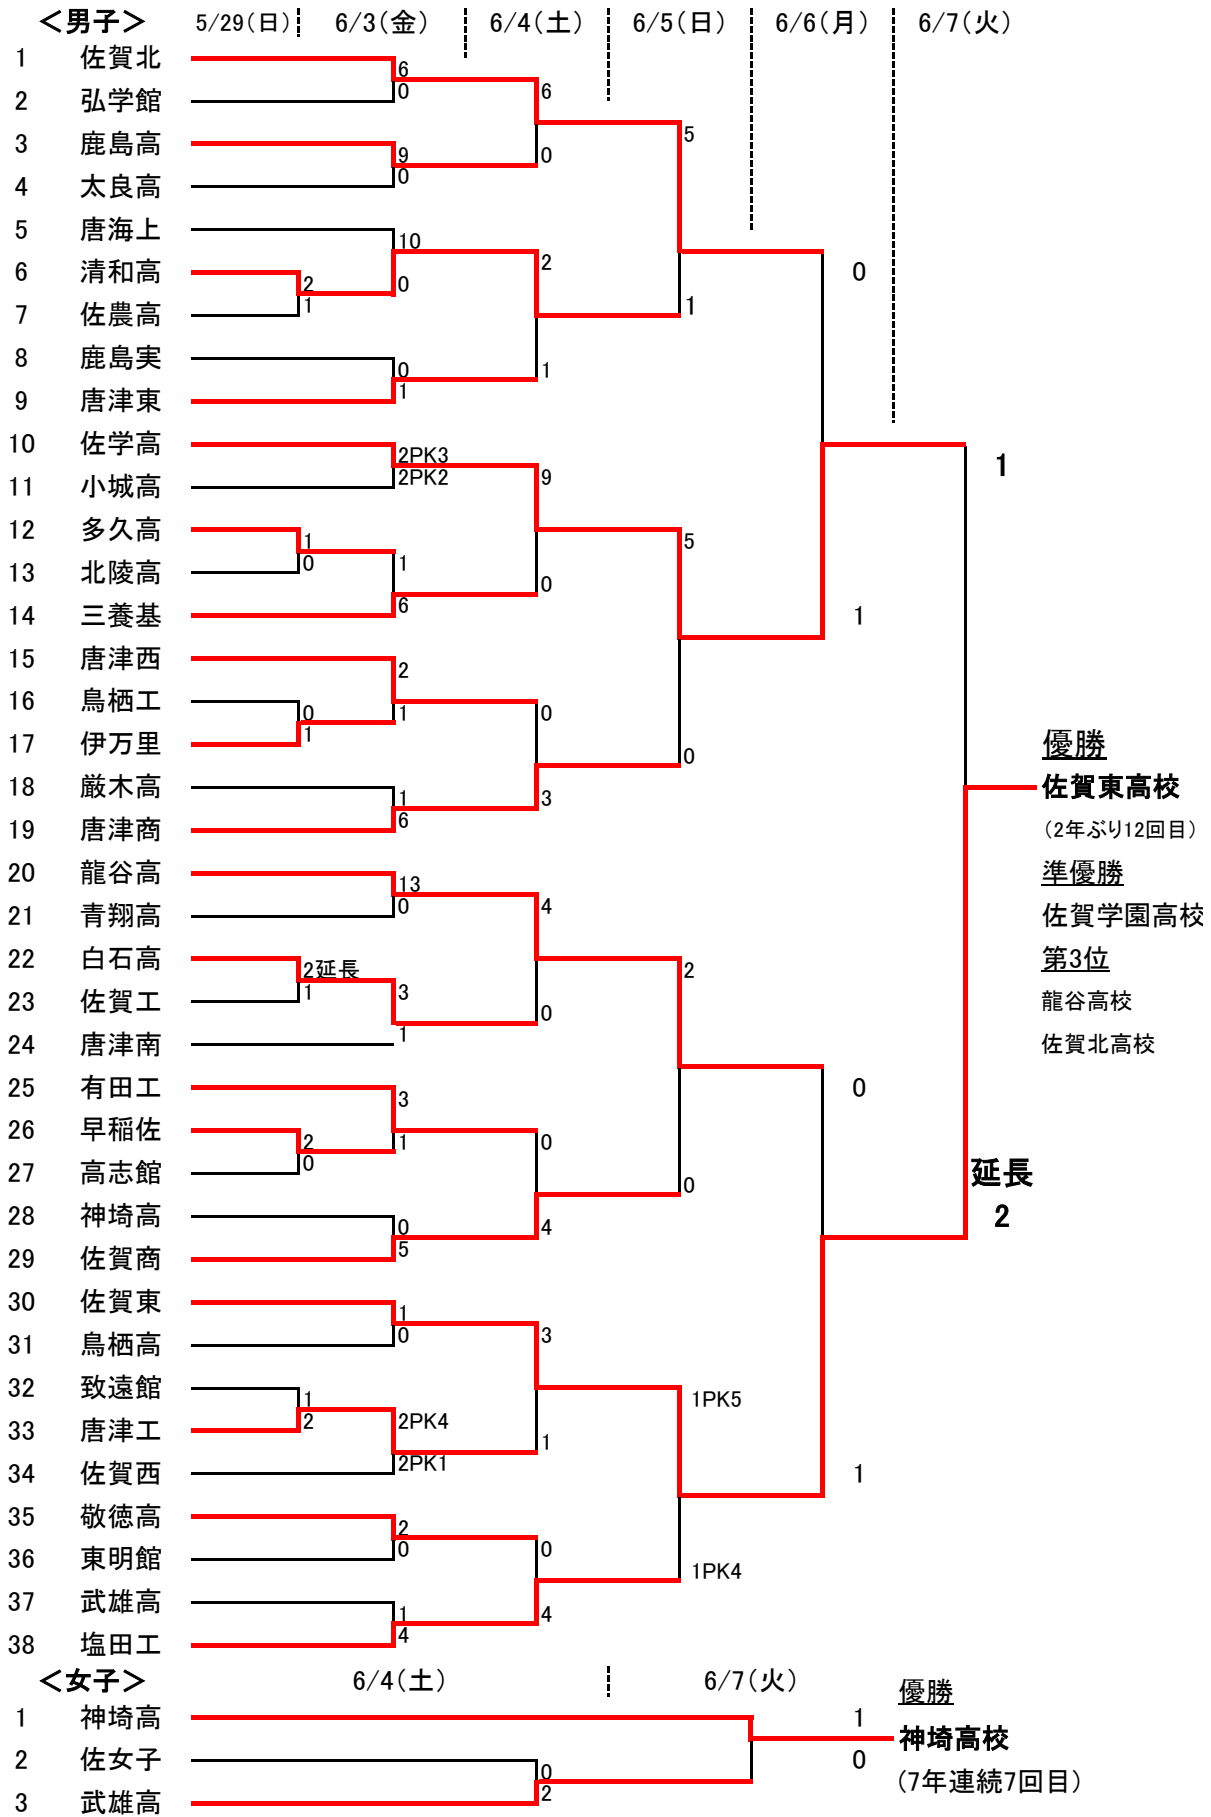 ＜男子＞ 5/29(日) 6/3(金) 6/4(土) 6/5(日) 6/6(月) 6/7(火)
1 佐賀北
6
2 弘学館
0
6
3 鹿島高
5
9
0
4 太良高
0
5 唐海上
10
6 清和高
2
0
2
0
7 佐農高
1
1
8 鹿島実
0
1
9 唐津東
1
10 佐学高
2PK3
1
11 小城高
2PK2
9
12 多久高
1
5
13 北陵高
0
1
0
14 三養基
6
1
15 唐津西
2
16 鳥栖工
0
1
0
17 伊万里
1
0
優勝
18 厳木高
1
3
佐賀東高校
19 唐津商
6
(2年ぶり12回目)
20 龍谷高
13
準優勝
21 青翔高
0
4
佐賀学園高校
22 白石高
2延長
2
第3位
23 佐賀工
1
3
0
龍谷高校
24 唐津南
1
佐賀北高校
25 有田工
3
0
26 早稲佐
2
1
0
27 高志館
0
0
延長
28 神埼高
0
4
2
29 佐賀商
5
30 佐賀東
1
31 鳥栖高
0
3
32 致遠館
1
1PK5
33 唐津工
2
2PK4
1
34 佐賀西
2PK1
1
35 敬徳高
2
36 東明館
0
0
1PK4
37 武雄高
1
4
38 塩田工
4
＜女子＞ 6/4(土) 6/7(火)
優勝
1 神埼高
1
神埼高校
2 佐女子
0
0
(7年連続7回目)
3 武雄高
2